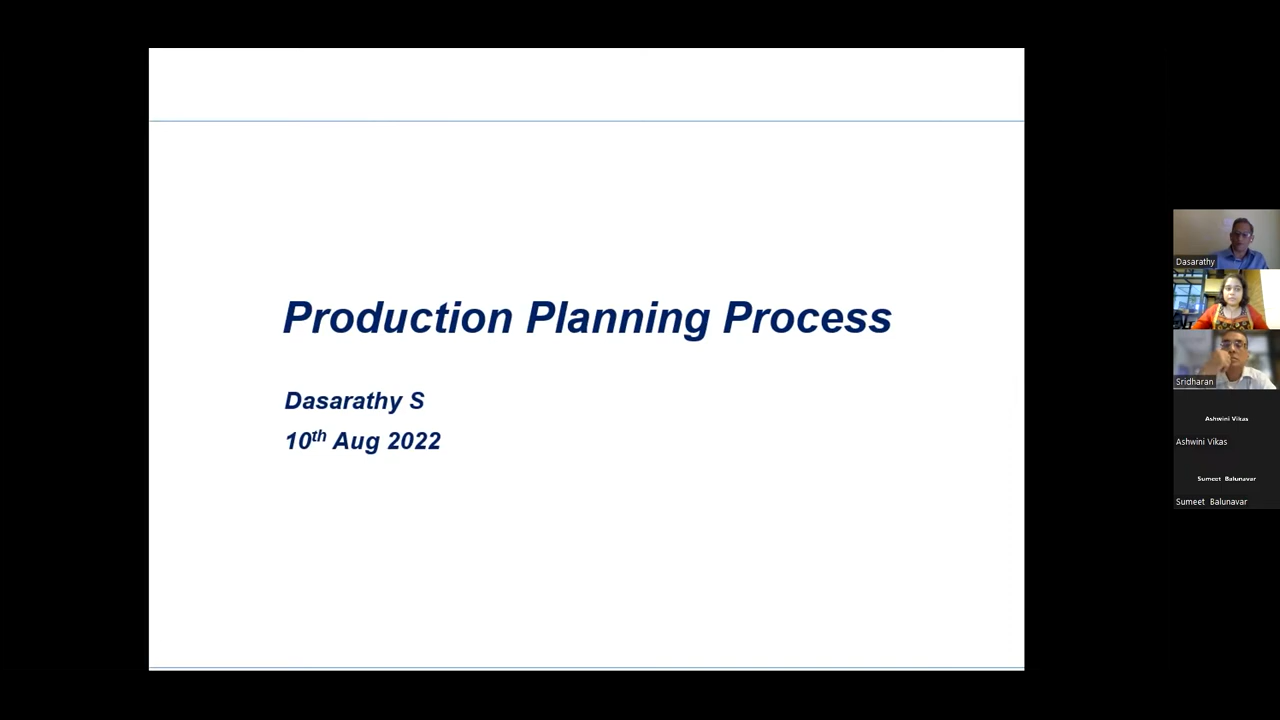 Production Planning Process
Dasarathy S
10th Aug 2022
Dasarathy
Sridharan
Ashwini Vikas
Ashwini Vikas
Sumeet Balunavar
Sumeet Balunavar